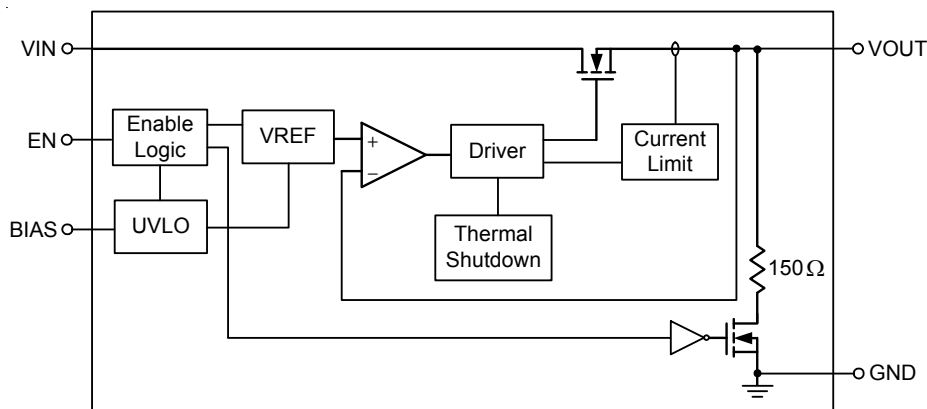 VIN
VOUT
EN
Enable
Logic
VREF
+
−
Driver
Current
Limit
BIAS
UVLO
Thermal
Shutdown
150Ω
GND